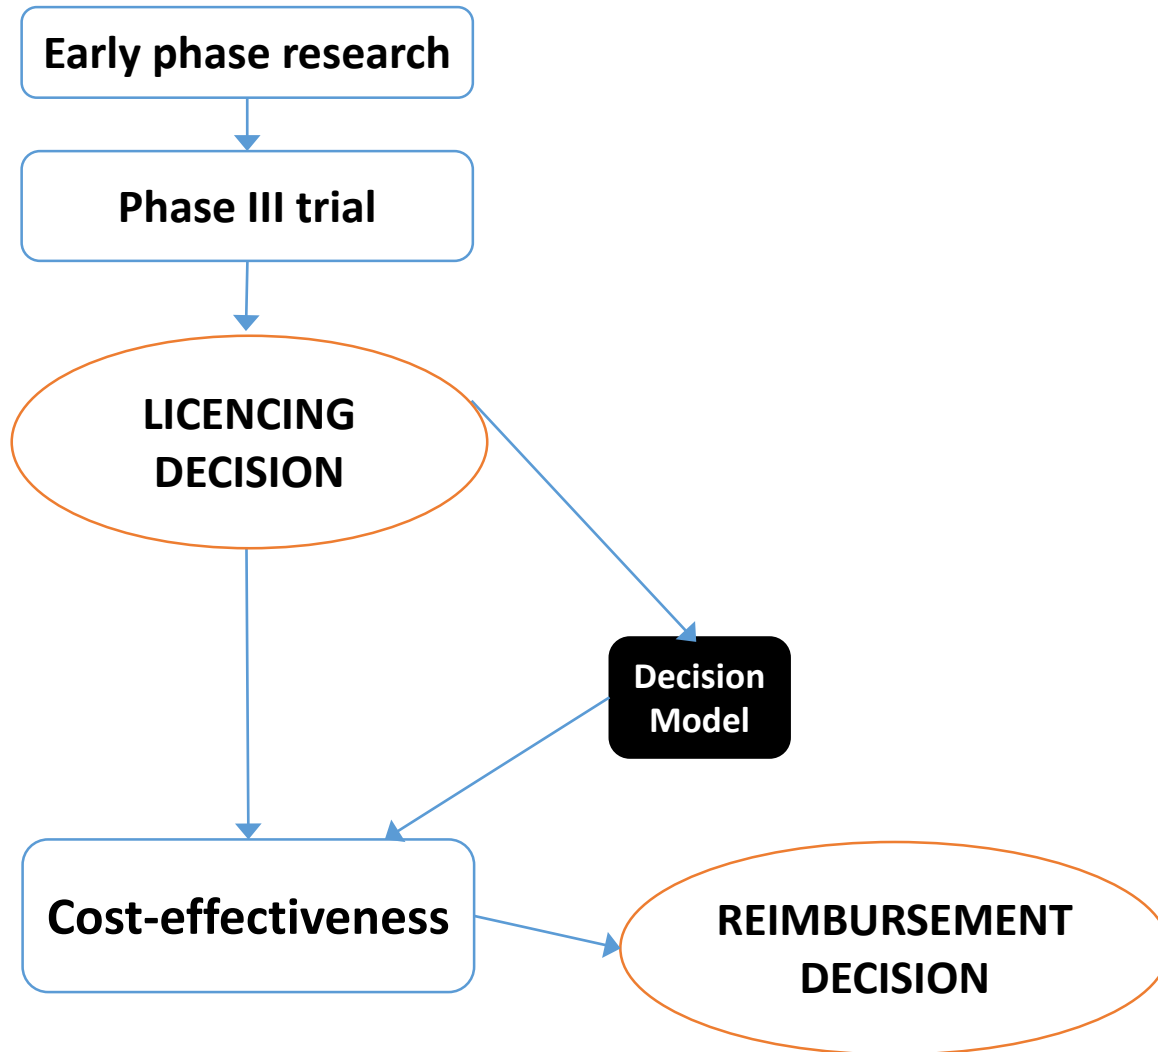 Early phase research
Phase III trial
LICENCING
DECISION
Decision
Model
Cost-effectiveness
REIMBURSEMENT
DECISION